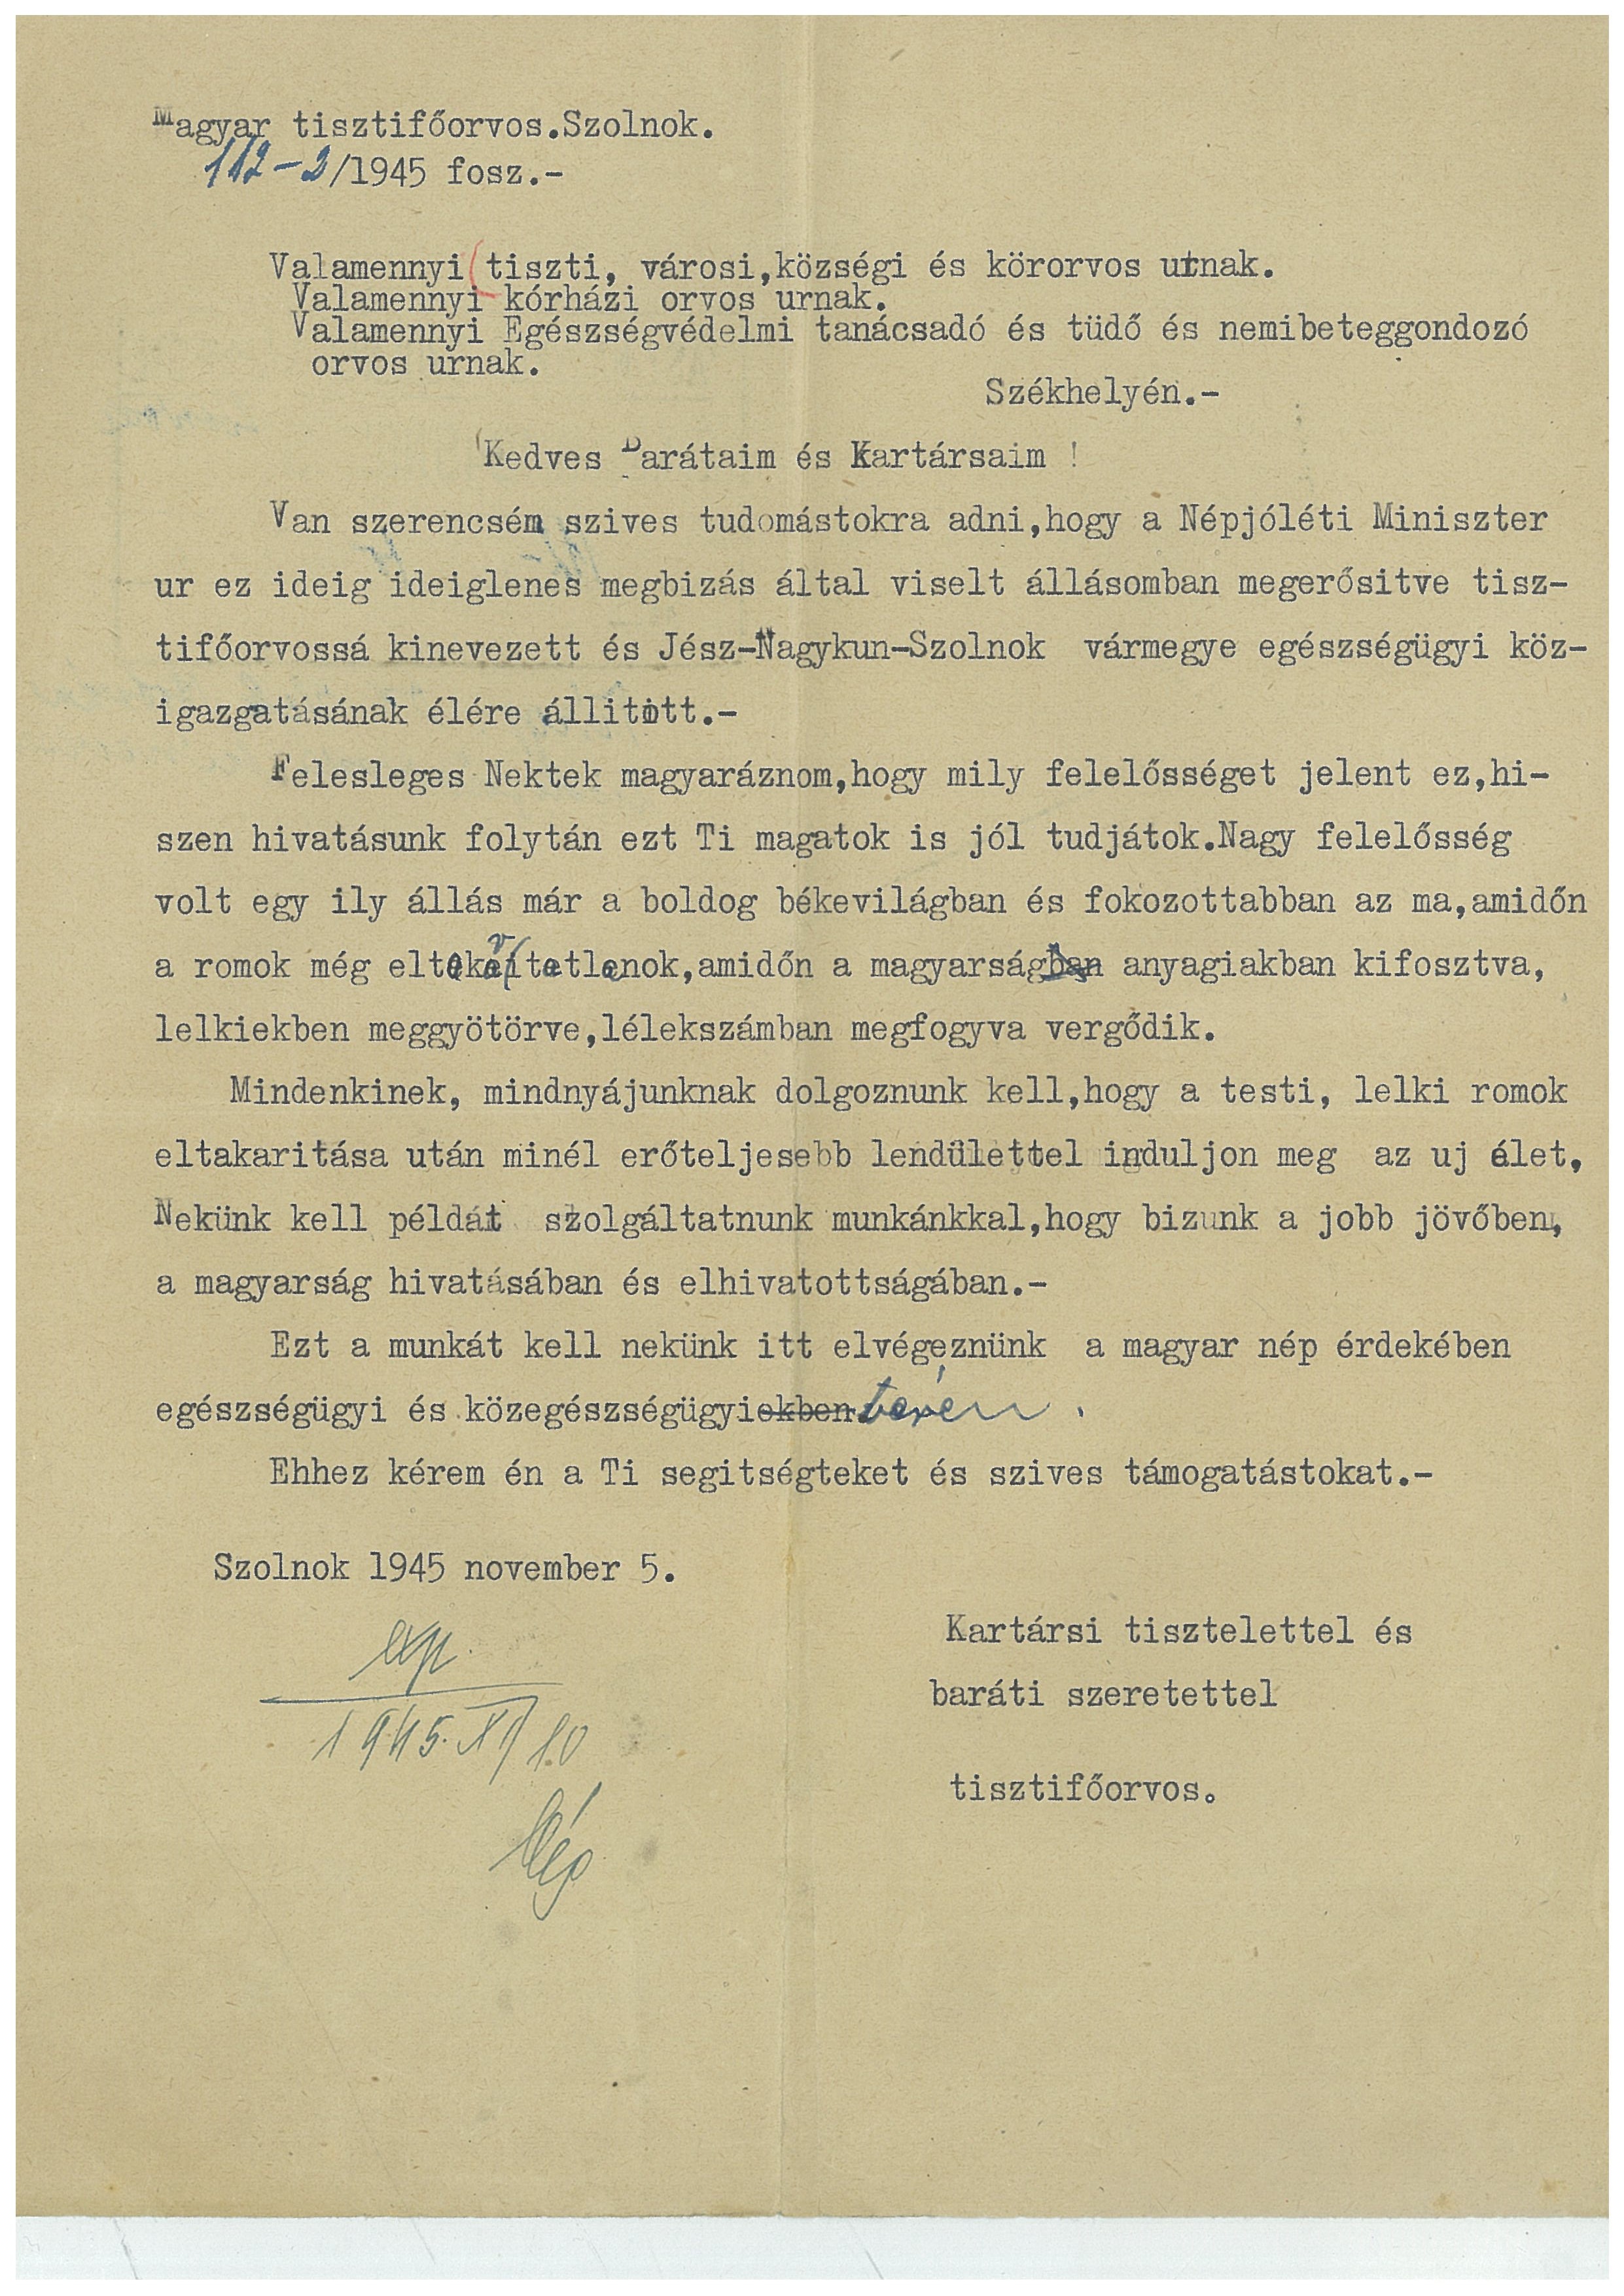 Magyar tisztifőorvos.Szolnok.
112-2/1945 fosz.-
Valamennyi tiszti, városi,községi és körorvos urnak.
Valamennyi kórházi orvos urnak.
Valamennyi Egészségvédelmi tanácsadó és tüdő és nemibeteggondozó
orvos urnak.
Székhelyén.-
Kedves Barátaim és Kartársaim !
Van szerencsém szives tudomástokra adni,hogy a Népjóléti Miniszter
ur ez ideig ideiglenes megbizás által viselt állásomban megerősitve tisz-
tifőorvossá kinevezett és Jész-Nagykun-Szolnok vármegye egészségügyi köz-
igazgatásának élére állitott.-
Felesleges Nektek magyaráznom,hogy mily felelősséget jelent ez,hi-
szen hivatásunk folytán ezt Ti magatok is jól tudjátok.Nagy felelősség
volt egy ily állás már a boldog békevilágban és fokozottabban az ma,amidőn
a romok még eltakaritatlanok,amidőn a magyarság anyagiakban kifosztva,
lelkiekben meggyötörve,lélekszámban megfogyva vergődik.
Mindenkinek, mindnyájunknak dolgoznunk kell,hogy a testi, lelki romok
eltakaritása után minél erőteljesebb lendülettel induljon meg az uj élet,
Nekünk kell példát szolgáltatnunk munkánkkal,hogy bizunk a jobb jövőben,
a magyarság hivatásában és elhivatottságában.-
Ezt a munkát kell nekünk itt elvégeznünk a magyar nép érdekében
egészségügyi és közegészségügyi téren .
Ehhez kérem én a Ti segitségteket és szives támogatástokat.-
Szolnok 1945 november 5.
Kartársi tisztelettel és
baráti szeretettel
tisztifőorvos.
exp.
1945. XI/10